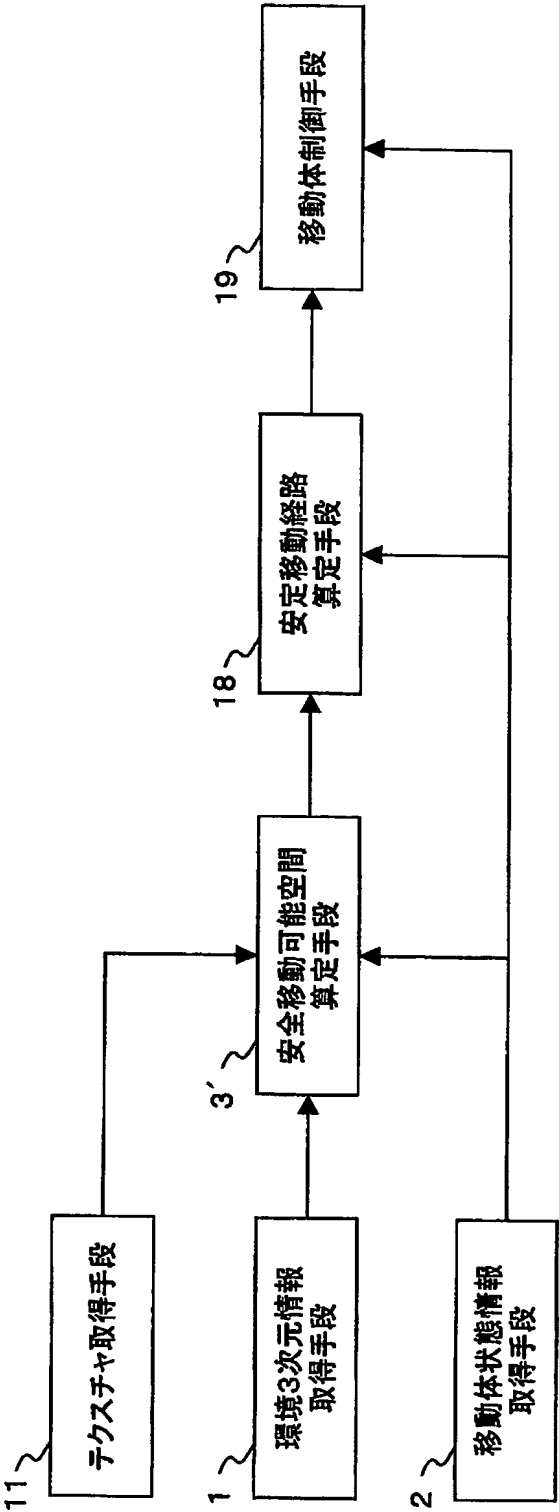 11
テクスチャ取得手段
1
環境3次元情報
取得手段
2
移動体状態情報
取得手段
3′
安全移動可能空間
算定手段
18
安定移動経路
算定手段
19
移動体制御手段